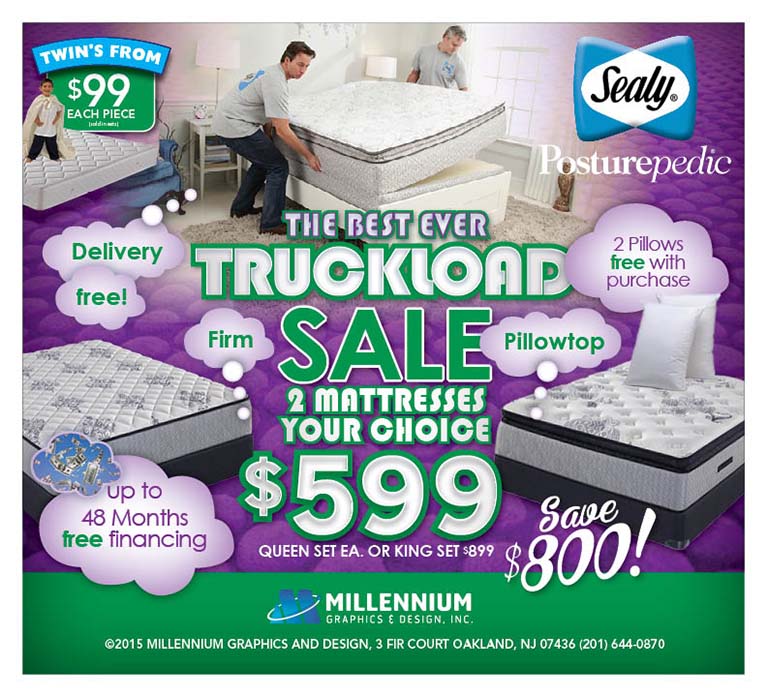 TWIN'S FROM
$99
EACH PIECE
(sold in sets)
Sealy®
Posturepedic
THE BEST EVER
TRUCKLOAD
SALE
2 MATTRESSES
YOUR CHOICE
$599
QUEEN SET EA. OR KING SET $899
Delivery
free!
2 Pillows
free with
purchase
Firm
Pillowtop
up to
48 Months
free financing
Save
$800!
MILLENNIUM
GRAPHICS & DESIGN, INC.
©2015 MILLENNIUM GRAPHICS AND DESIGN, 3 FIR COURT OAKLAND, NJ 07436 (201) 644-0870